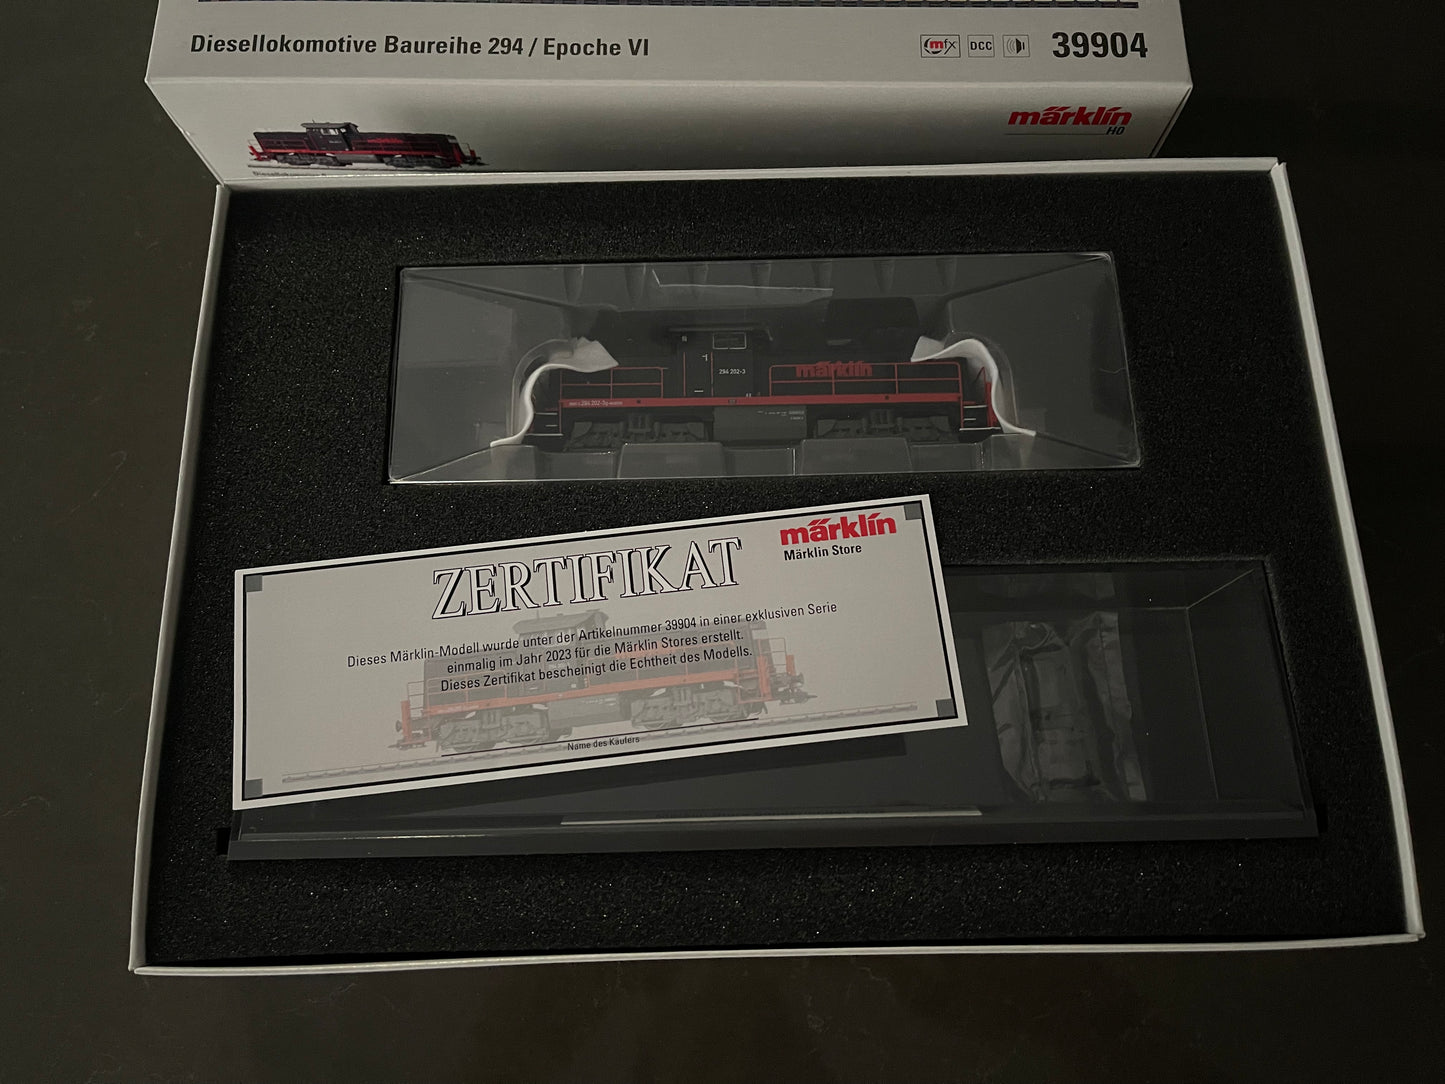 Diesellokomotive Baureihe 294 / Epoche VI
mfx DCC 39904
märklin
HO
märklin
294 202-3
märklin
Märklin Store
ZERTIFIKAT
Dieses Märklin-Modell wurde unter der Artikelnummer 39904 in einer exklusiven Serie
einmalig im Jahr 2023 für die Märklin Stores erstellt.
Dieses Zertifikat bescheinigt die Echtheit des Modells.
Name des Käufers